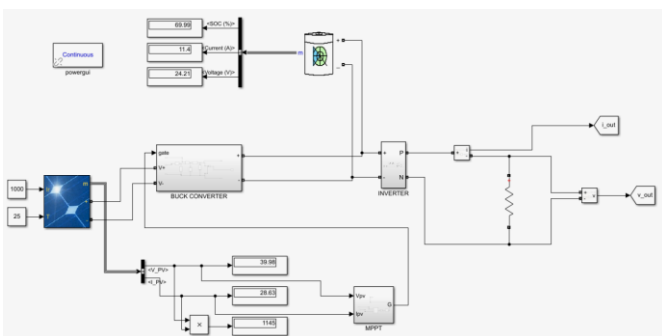 69.99
<SOC (%)>
Continuous
powergui
11.4
<Current (A)>
24.21
<Voltage (V)>
m
+
_
i_out
gate
V+
V-
BUCK CONVERTER
+
-
+
-
P
N
INVERTER
+
-
i
1000
25
m
+
-
v
v_out
<V_PV>
<I_PV>
39.98
28.63
×
1145
Vpv
Ipv
G
MPPT